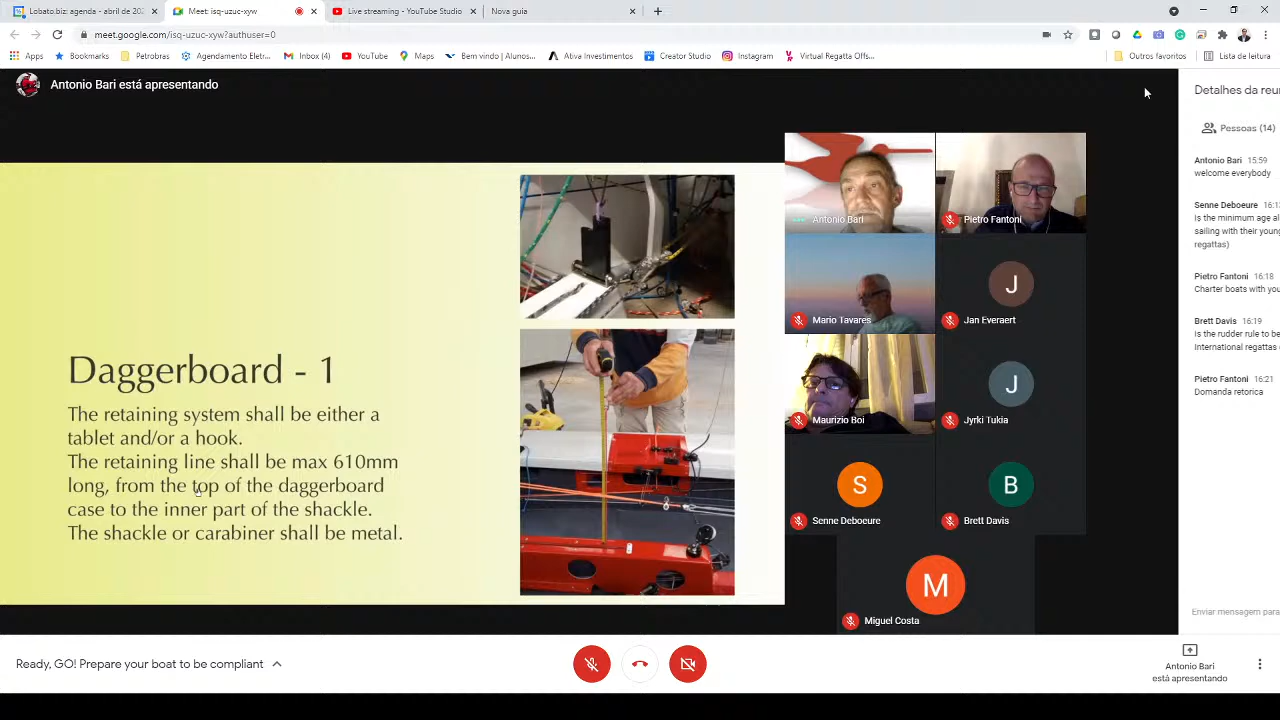 Lobato.biz: agenda - abril de 202
Meet: isq-uzuc-xyw
Live streaming - YouTube Studio
Nova guia
meet.google.com/isq-uzuc-xyw?authuser=0
Apps
Bookmarks
Petrobras
Agendamento Eletr...
Inbox (4)
YouTube
Maps
Bem vindo | Alunos...
Ativa Investimentos
Creator Studio
Instagram
Virtual Regatta Offs...
Outros favoritos
Lista de leitura
Antonio Bari está apresentando
Daggerboard - 1
The retaining system shall be either a
tablet and/or a hook.
The retaining line shall be max 610mm
long, from the top of the daggerboard
case to the inner part of the shackle.
The shackle or carabiner shall be metal.
Antonio Bari
Pietro Fantoni
Mario Tavares
J
Jan Everaert
Maurizio Boi
J
Jyrki Tukia
S
Senne Deboeure
B
Brett Davis
M
Miguel Costa
Detalhes da reu
Pessoas (14)
Antonio Bari 15:59
welcome everybody
Senne Deboeure 16:1
Is the minimum age al
sailing with their young
regattas)
Pietro Fantoni 16:18
Charter boats with you
Brett Davis 16:19
Is the rudder rule to be
International regattas
Pietro Fantoni 16:21
Domanda retorica
Enviar mensagem para
Ready, GO! Prepare your boat to be compliant
Antonio Bari
está apresentando